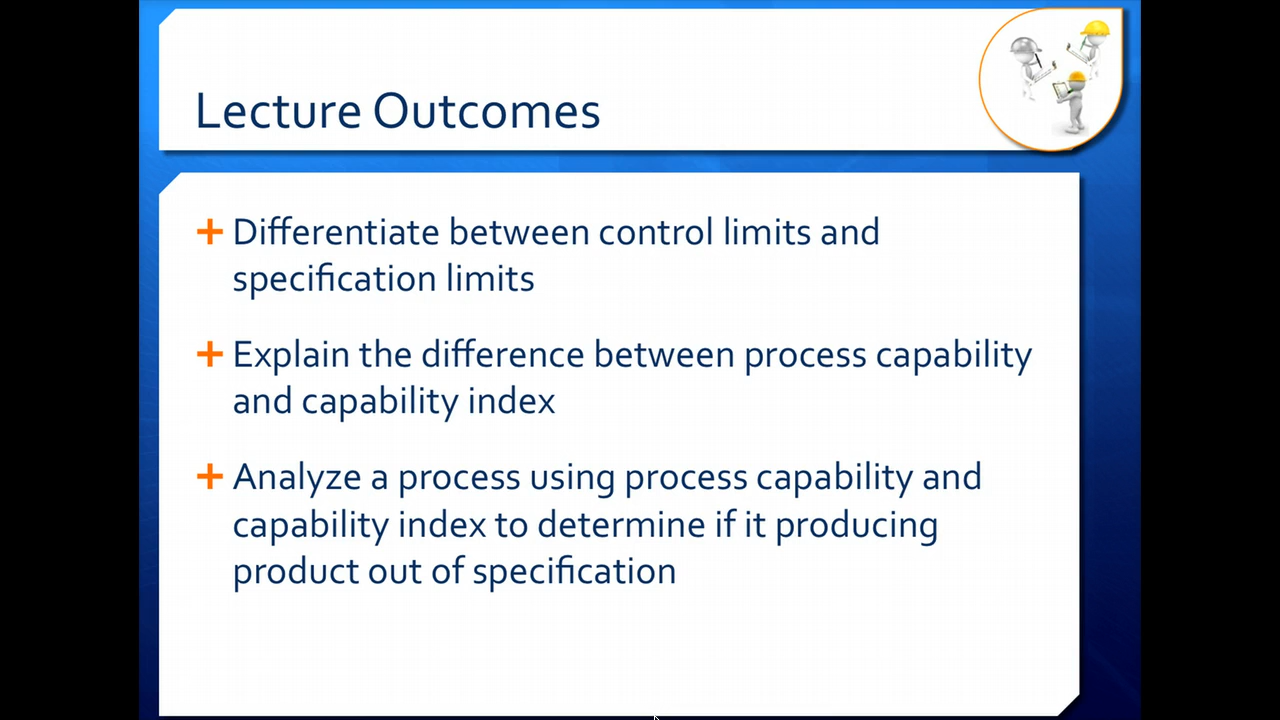 Lecture Outcomes
Differentiate between control limits and
specification limits
Explain the difference between process capability
and capability index
Analyze a process using process capability and
capability index to determine if it producing
product out of specification